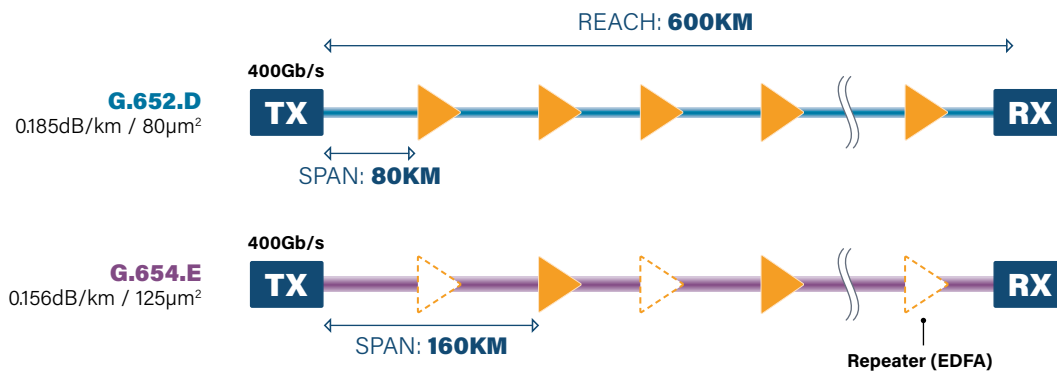 REACH: 600KM
400Gb/s
G.652.D
0.185dB/km / 80µm²
TX
RX
SPAN: 80KM
400Gb/s
G.654.E
0.156dB/km / 125µm²
TX
RX
SPAN: 160KM
Repeater (EDFA)